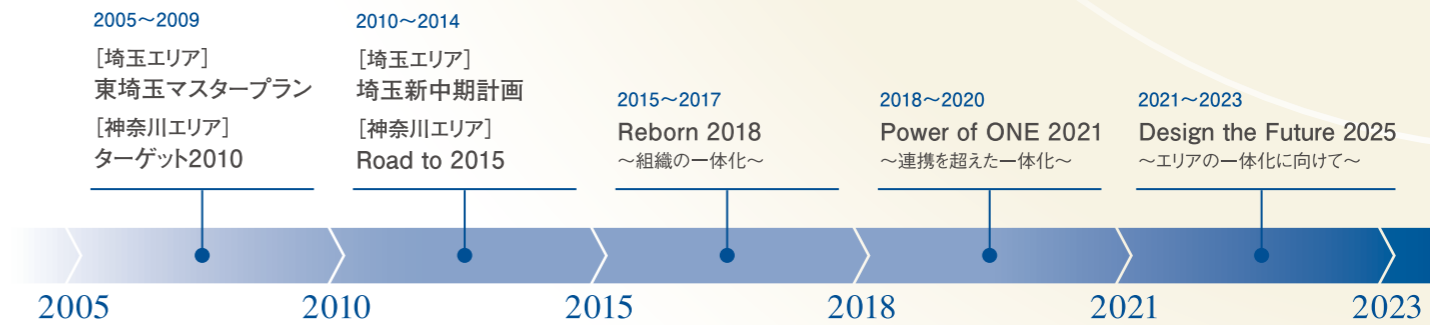 2005～2009
[埼玉エリア]
東埼玉マスタープラン
[神奈川エリア]
ターゲット2010
2010～2014
[埼玉エリア]
埼玉新中期計画
[神奈川エリア]
Road to 2015
2015～2017
Reborn 2018
～組織の一体化～
2018～2020
Power of ONE 2021
～連携を超えた一体化～
2021～2023
Design the Future 2025
～エリアの一体化に向けて～
2005
2010
2015
2018
2021
2023